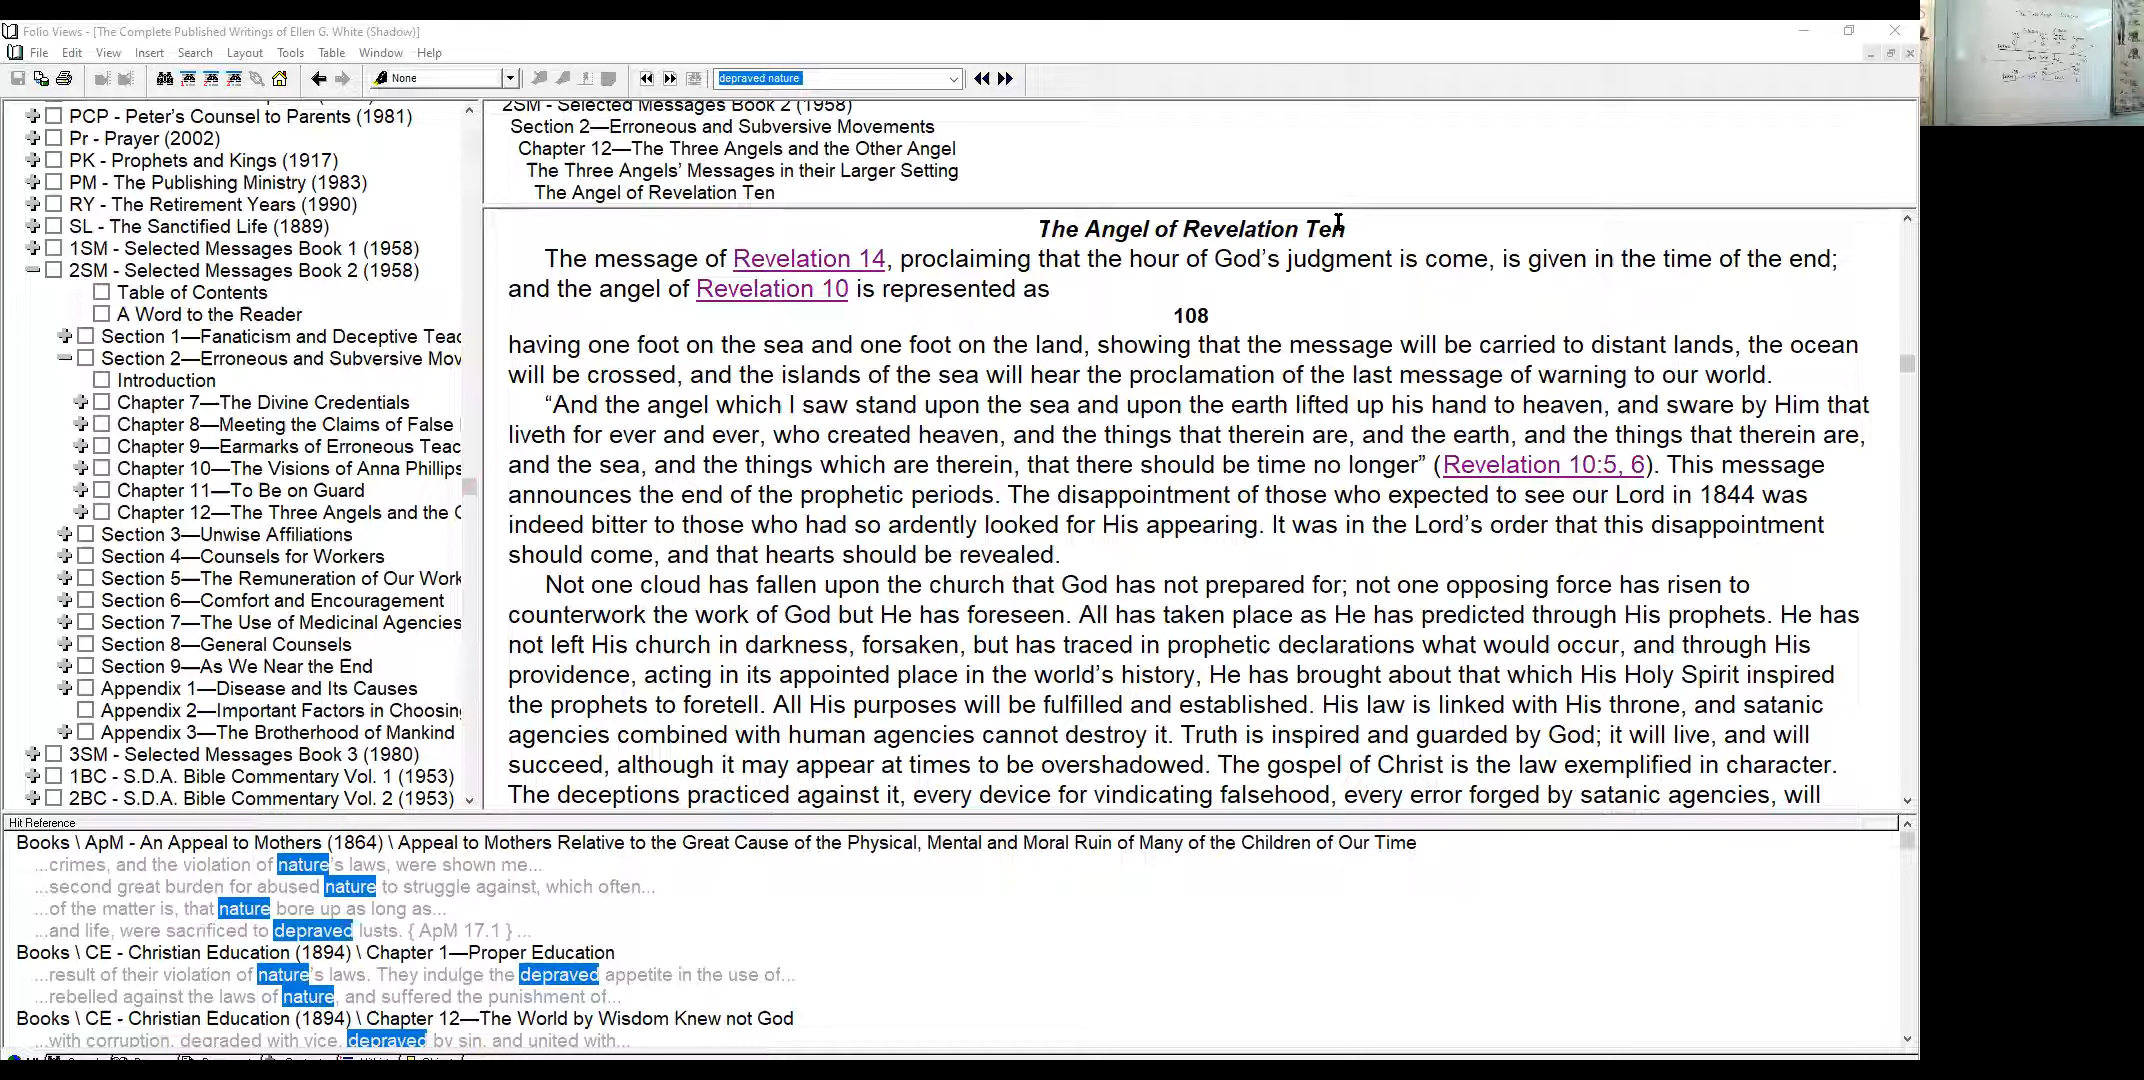 Folio Views - [The Complete Published Writings of Ellen G. White (Shadow)]
File Edit View Insert Search Layout Tools Table Window Help
None
depraved nature
PCP - Peter's Counsel to Parents (1981)
Pr - Prayer (2002)
PK - Prophets and Kings (1917)
PM - The Publishing Ministry (1983)
RY - The Retirement Years (1990)
SL - The Sanctified Life (1889)
1SM - Selected Messages Book 1 (1958)
2SM - Selected Messages Book 2 (1958)
Table of Contents
A Word to the Reader
Section 1—Fanaticism and Deceptive Teac
Section 2—Erroneous and Subversive Mov
Introduction
Chapter 7—The Divine Credentials
Chapter 8—Meeting the Claims of False
Chapter 9—Earmarks of Erroneous Teac
Chapter 10—The Visions of Anna Phillips
Chapter 11—To Be on Guard
Chapter 12—The Three Angels and the O
Section 3—Unwise Affiliations
Section 4—Counsels for Workers
Section 5—The Remuneration of Our Work
Section 6—Comfort and Encouragement
Section 7—The Use of Medicinal Agencies
Section 8—General Counsels
Section 9—As We Near the End
Appendix 1—Disease and Its Causes
Appendix 2—Important Factors in Choosing
Appendix 3—The Brotherhood of Mankind
3SM - Selected Messages Book 3 (1980)
1BC - S.D.A. Bible Commentary Vol. 1 (1953)
2BC - S.D.A. Bible Commentary Vol. 2 (1953)
2SM - Selected Messages Book 2 (1958)
Section 2—Erroneous and Subversive Movements
Chapter 12—The Three Angels and the Other Angel
The Three Angels' Messages in their Larger Setting
The Angel of Revelation Ten
The Angel of Revelation Ten
The message of Revelation 14, proclaiming that the hour of God's judgment is come, is given in the time of the end;
and the angel of Revelation 10 is represented as
108
having one foot on the sea and one foot on the land, showing that the message will be carried to distant lands, the ocean
will be crossed, and the islands of the sea will hear the proclamation of the last message of warning to our world.
“And the angel which I saw stand upon the sea and upon the earth lifted up his hand to heaven, and sware by Him that
liveth for ever and ever, who created heaven, and the things that therein are, and the earth, and the things that therein are,
and the sea, and the things which are therein, that there should be time no longer” (Revelation 10:5, 6). This message
announces the end of the prophetic periods. The disappointment of those who expected to see our Lord in 1844 was
indeed bitter to those who had so ardently looked for His appearing. It was in the Lord's order that this disappointment
should come, and that hearts should be revealed.
Not one cloud has fallen upon the church that God has not prepared for; not one opposing force has risen to
counterwork the work of God but He has foreseen. All has taken place as He has predicted through His prophets. He has
not left His church in darkness, forsaken, but has traced in prophetic declarations what would occur, and through His
providence, acting in its appointed place in the world's history, He has brought about that which His Holy Spirit inspired
the prophets to foretell. All His purposes will be fulfilled and established. His law is linked with His throne, and satanic
agencies combined with human agencies cannot destroy it. Truth is inspired and guarded by God; it will live, and will
succeed, although it may appear at times to be overshadowed. The gospel of Christ is the law exemplified in character.
The deceptions practiced against it, every device for vindicating falsehood, every error forged by satanic agencies, will
Hit Reference
Books \ ApM - An Appeal to Mothers (1864) \ Appeal to Mothers Relative to the Great Cause of the Physical, Mental and Moral Ruin of Many of the Children of Our Time
...crimes, and the violation of nature's laws, were shown me...
...second great burden for abused nature to struggle against, which often...
...of the matter is, that nature bore up as long as...
...and life, were sacrificed to depraved lusts. { ApM 17.1 } ...
Books \ CE - Christian Education (1894) \ Chapter 1—Proper Education
...result of their violation of nature's laws. They indulge the depraved appetite in the use of...
...rebelled against the laws of nature, and suffered the punishment of...
Books \ CE - Christian Education (1894) \ Chapter 12—The World by Wisdom Knew not God
...with corruption, degraded with vice, depraved by sin, and united with...